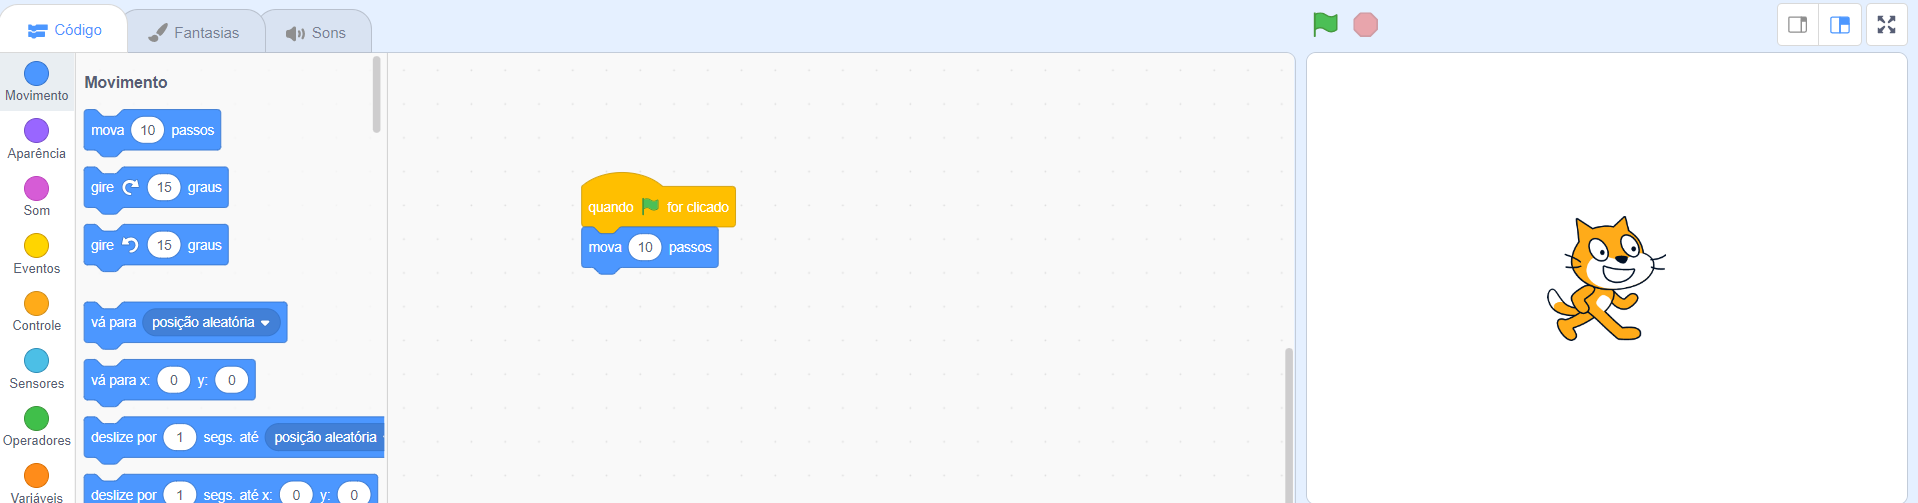 Código
Fantasias
Sons
Movimento
Aparência
Som
Eventos
Controle
Sensores
Operadores
Variáveis
Movimento
mova 10 passos
gire 15 graus
gire 15 graus
vá para posição aleatória
vá para x: 0 y: 0
deslize por 1 segs. até posição aleatória
deslize por 1 segs. até x: 0 y: 0
quando for clicado
mova 10 passos